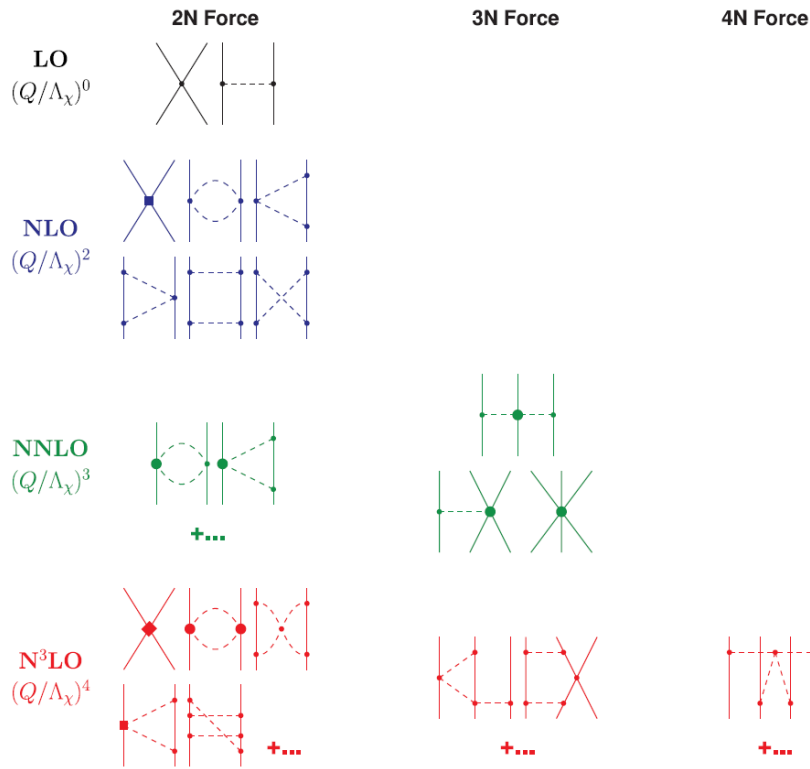 2N Force 3N Force 4N Force
LO
(Q/Λ_χ)^0
NLO
(Q/Λ_χ)^2
NNLO
(Q/Λ_χ)^3
+...
N^3LO
(Q/Λ_χ)^4
+... +... +...